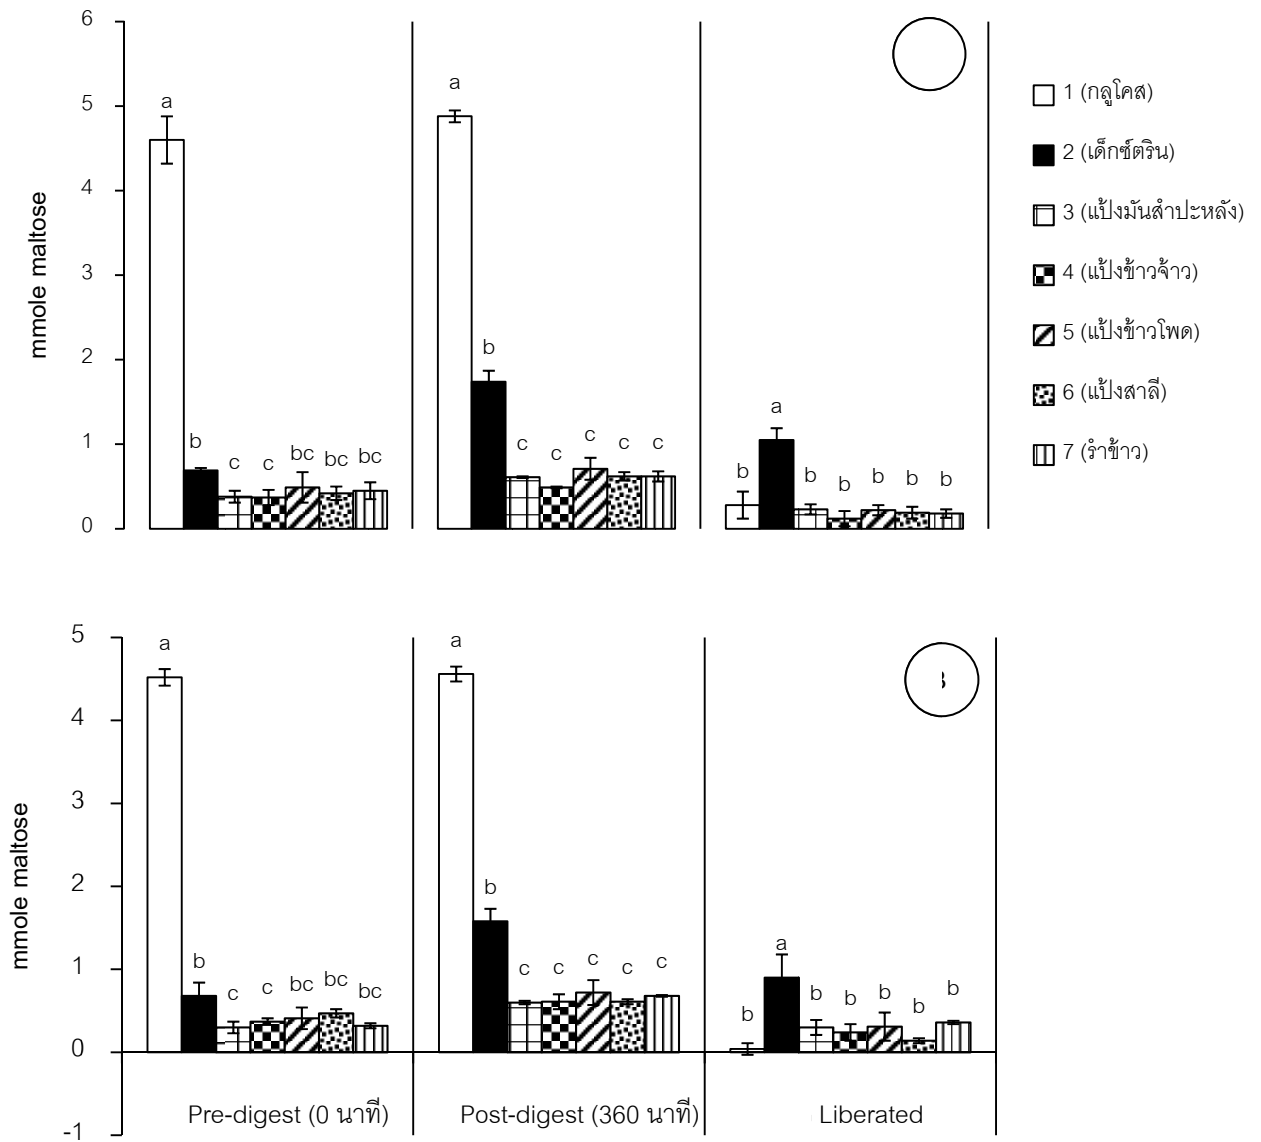 6
5
4
3
2
1
0
mmole maltose
a
b
c
c
bc
bc
bc
a
b
c
c
c
c
c
b
a
b
b
b
b
b
1 (กลูโคส)
2 (เด็กซ์ตริน)
3 (แป้งมันสำปะหลัง)
4 (แป้งข้าวจ้าว)
5 (แป้งข้าวโพด)
6 (แป้งสาลี)
7 (รำข้าว)
5
4
3
2
1
0
-1
mmole maltose
a
b
c
c
bc
bc
bc
a
b
c
c
c
c
c
b
a
b
b
b
b
b
Pre-digest (0 นาที)
Post-digest (360 นาที)
Liberated